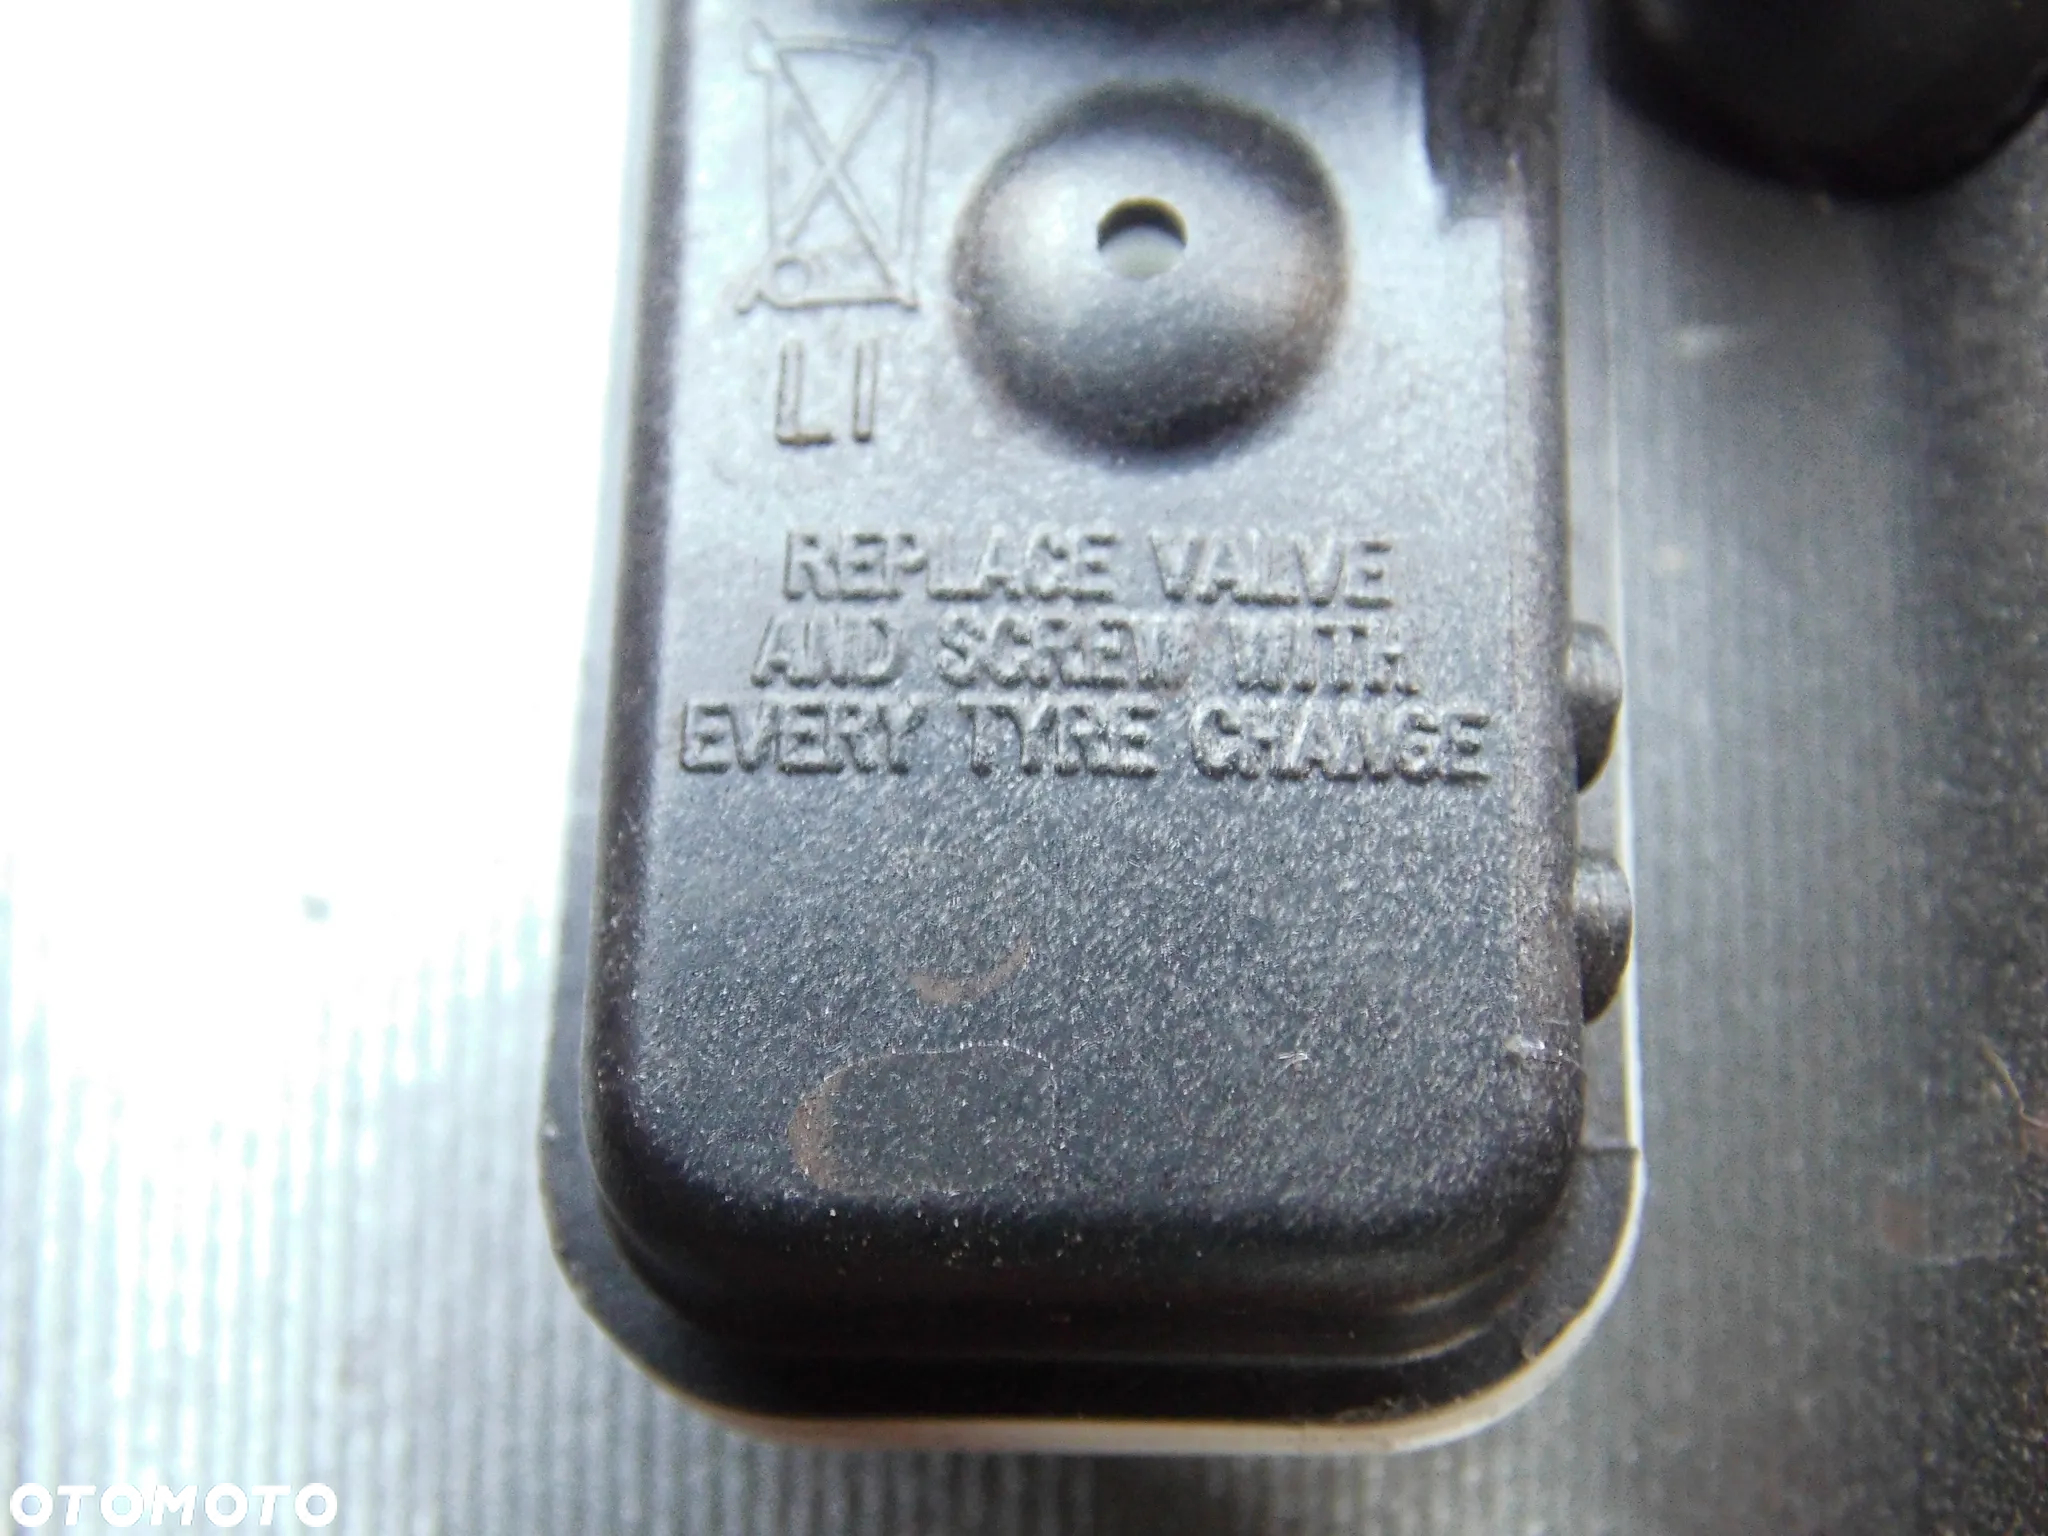 LI
REPLACE VALVE
AND SCREW WITH
EVERY TYRE CHANGE
OTOMOTO